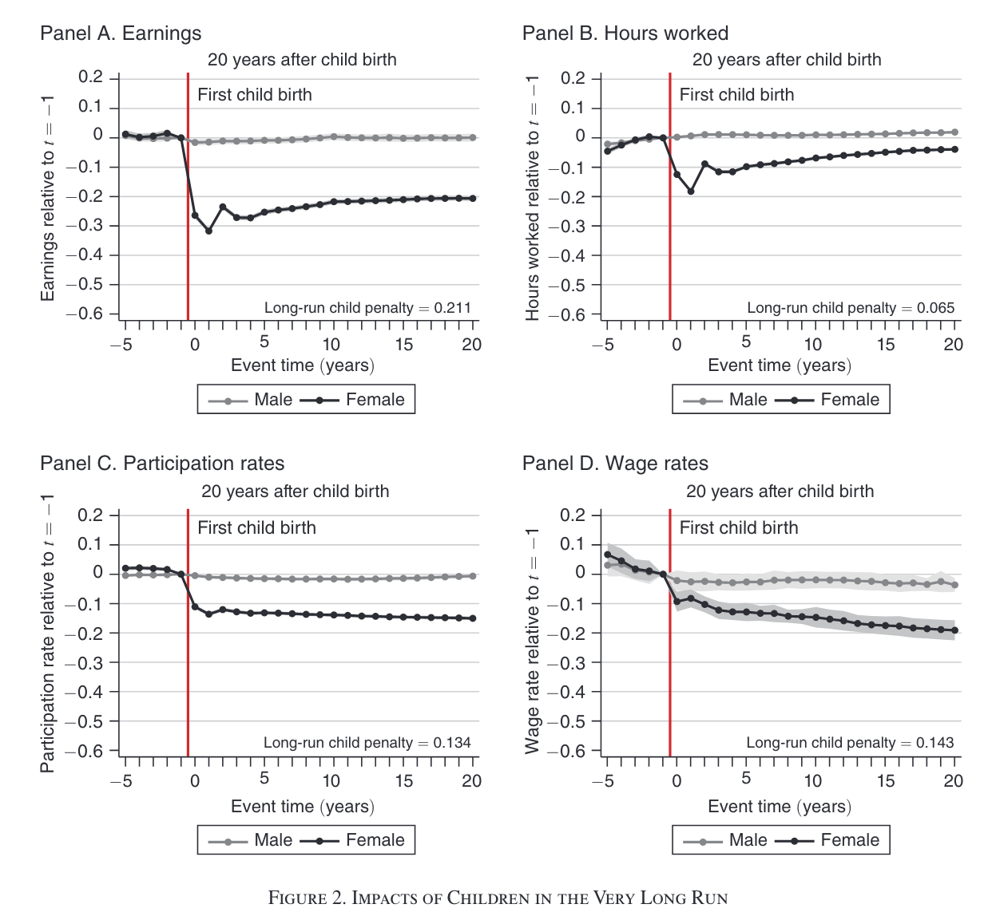 Panel A. Earnings
20 years after child birth
Earnings relative to t = −1
0.2
0.1
0
−0.1
−0.2
−0.3
−0.4
−0.5
−0.6
First child birth
Long-run child penalty = 0.211
−5 0 5 10 15 20
Event time (years)
Male Female
Panel B. Hours worked
20 years after child birth
Hours worked relative to t = −1
0.2
0.1
0
−0.1
−0.2
−0.3
−0.4
−0.5
−0.6
First child birth
Long-run child penalty = 0.065
−5 0 5 10 15 20
Event time (years)
Male Female
Panel C. Participation rates
20 years after child birth
Participation rate relative to t = −1
0.2
0.1
0
−0.1
−0.2
−0.3
−0.4
−0.5
−0.6
First child birth
Long-run child penalty = 0.134
−5 0 5 10 15 20
Event time (years)
Male Female
Panel D. Wage rates
20 years after child birth
Wage rate relative to t = −1
0.2
0.1
0
−0.1
−0.2
−0.3
−0.4
−0.5
−0.6
First child birth
Long-run child penalty = 0.143
−5 0 5 10 15 20
Event time (years)
Male Female
Figure 2. Impacts of Children in the Very Long Run